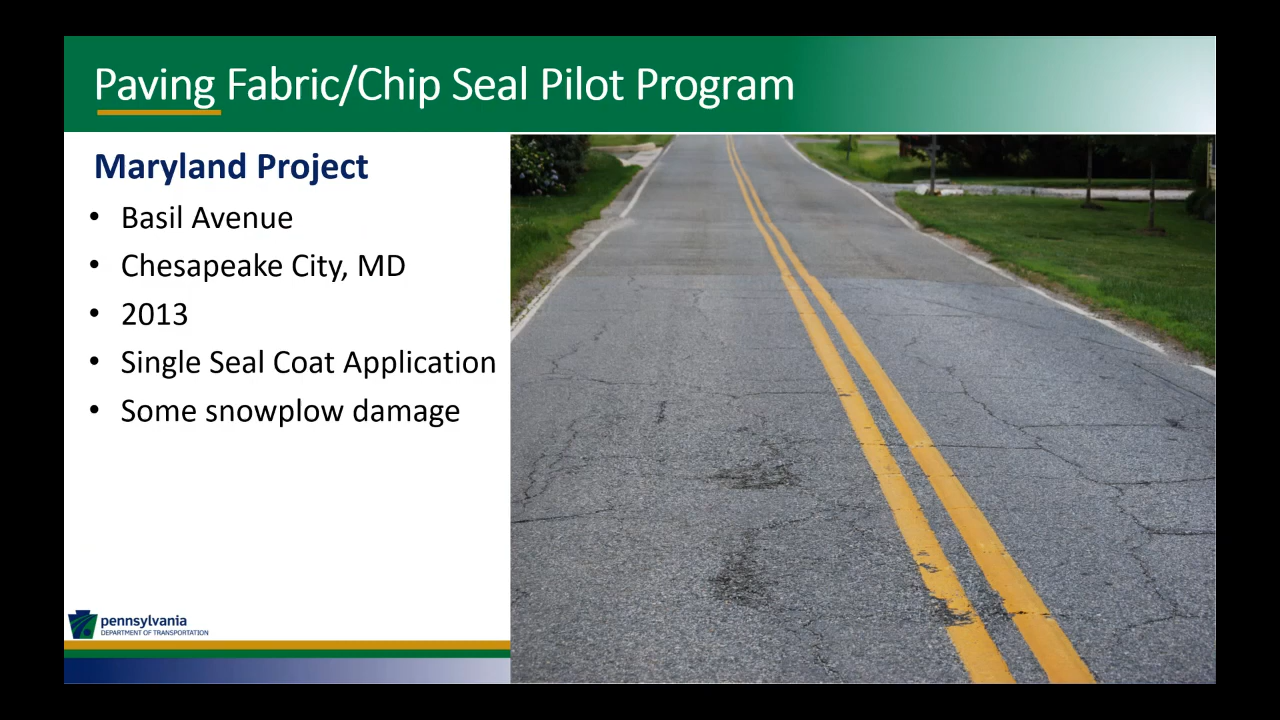 Paving Fabric/Chip Seal Pilot Program
Maryland Project
• Basil Avenue
• Chesapeake City, MD
• 2013
• Single Seal Coat Application
• Some snowplow damage
pennsylvania
DEPARTMENT OF TRANSPORTATION